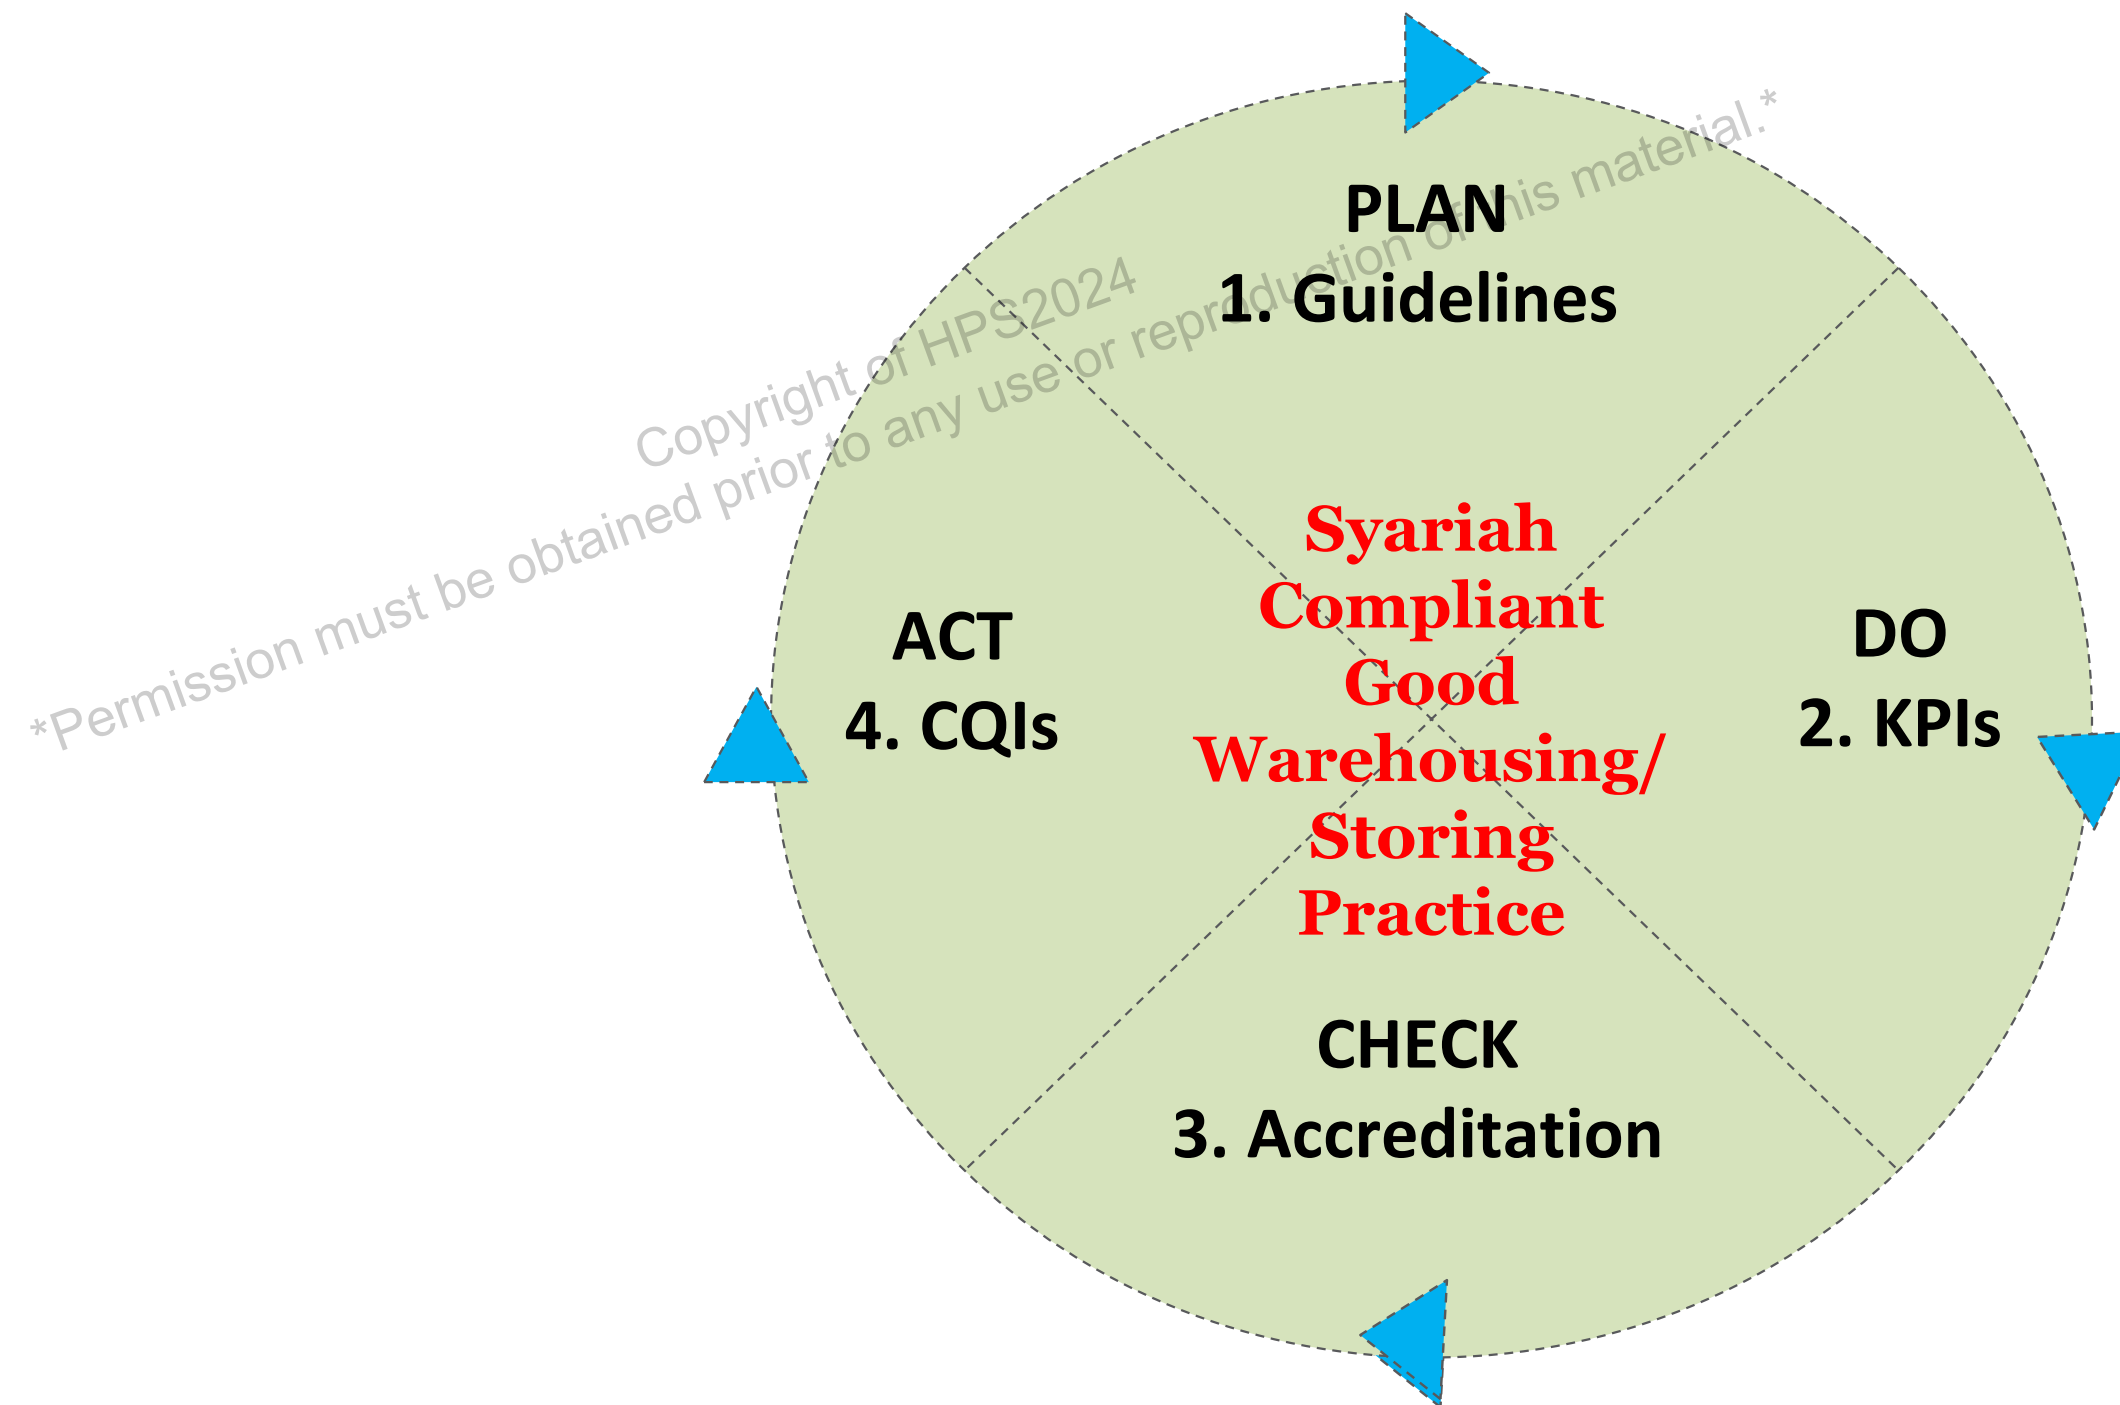 PLAN
1. Guidelines
DO
2. KPIs
CHECK
3. Accreditation
ACT
4. CQIs
Syariah
Compliant
Good
Warehousing/
Storing
Practice
Copyright of HPS2024
*Permission must be obtained prior to any use or reproduction of this material.*